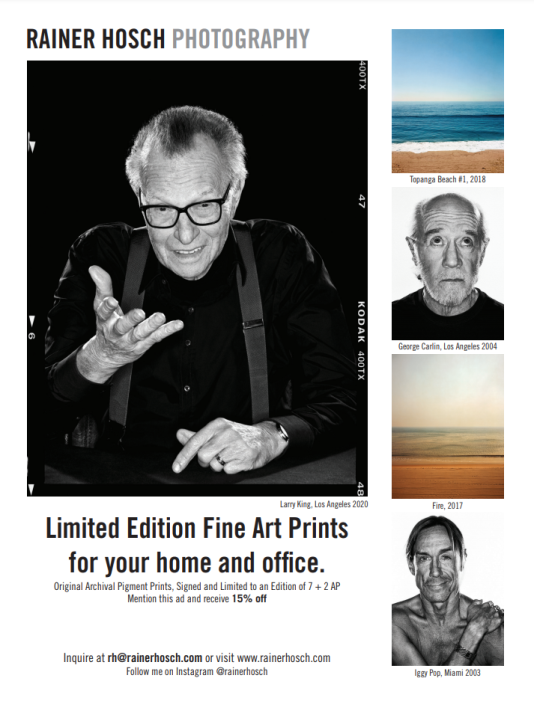 RAINER HOSCH PHOTOGRAPHY
400TX
47
KODAK 400TX
6
48
Larry King, Los Angeles 2020
Topanga Beach #1, 2018
George Carlin, Los Angeles 2004
Fire, 2017
Iggy Pop, Miami 2003
Limited Edition Fine Art Prints
for your home and office.
Original Archival Pigment Prints, Signed and Limited to an Edition of 7 + 2 AP
Mention this ad and receive 15% off
Inquire at rh@rainerhosch.com or visit www.rainerhosch.com
Follow me on Instagram @rainerhosch